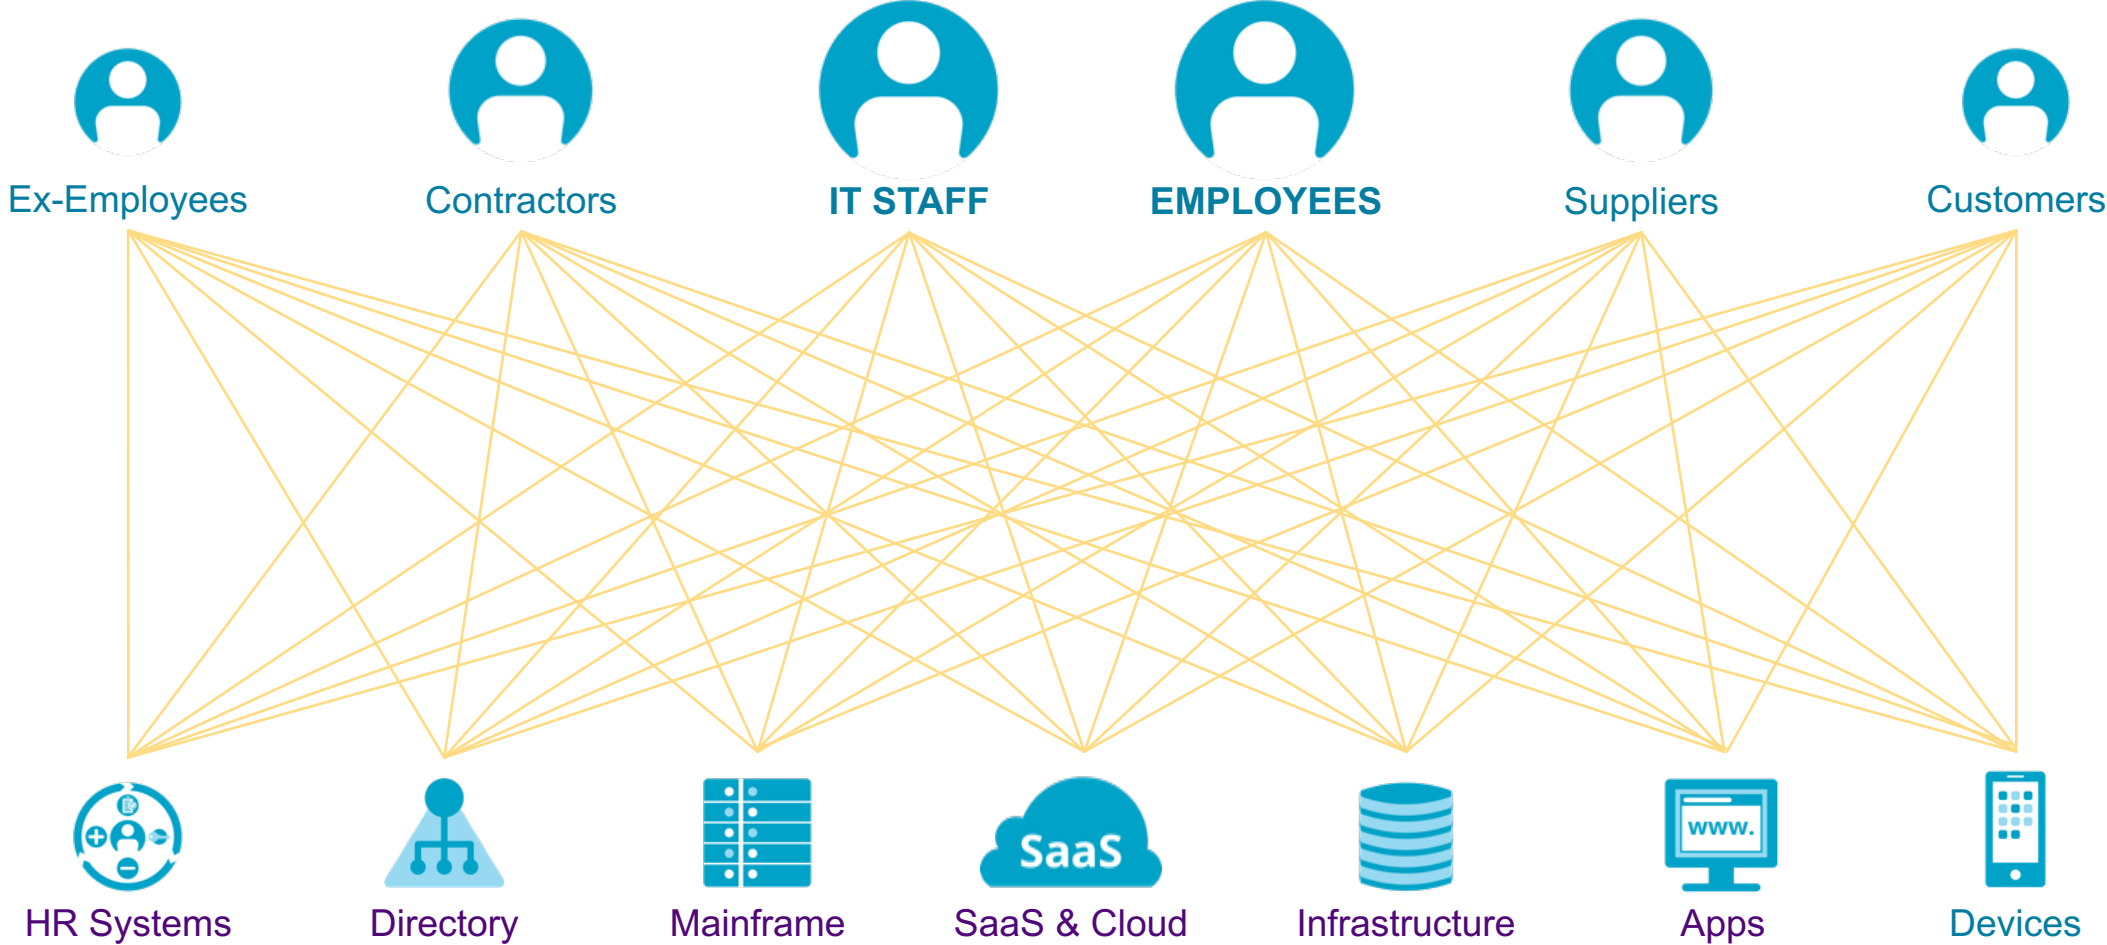 Ex-Employees
Contractors
IT STAFF
EMPLOYEES
Suppliers
Customers
SaaS
www.
HR Systems
Directory
Mainframe
SaaS & Cloud
Infrastructure
Apps
Devices